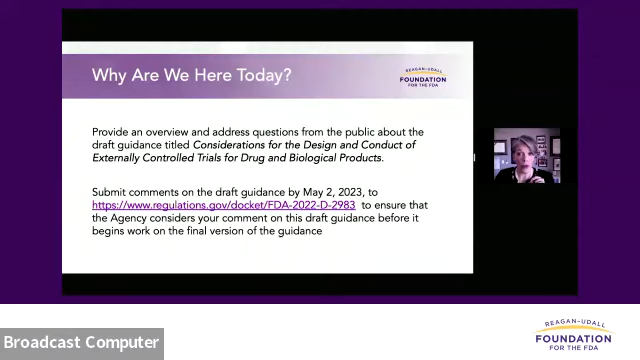 Why Are We Here Today?
REAGAN-UDALL
FOUNDATION
FOR THE FDA
Provide an overview and address questions from the public about the
draft guidance titled Considerations for the Design and Conduct of
Externally Controlled Trials for Drug and Biological Products.
Submit comments on the draft guidance by May 2, 2023, to
https://www.regulations.gov/docket/FDA-2022-D-2983 to ensure that
the Agency considers your comment on this draft guidance before it
begins work on the final version of the guidance
Broadcast Computer
REAGAN-UDALL
FOUNDATION
FOR THE FDA